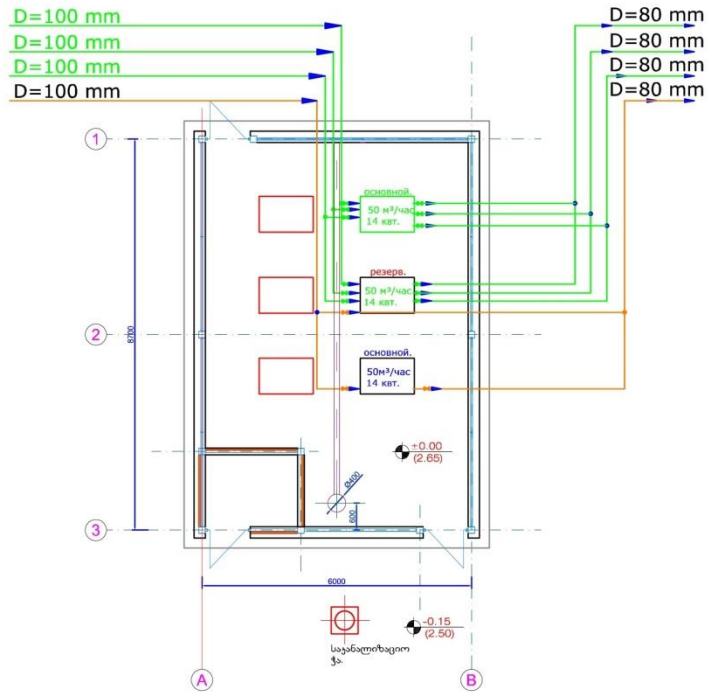 D=100 mm
D=80 mm
D=100 mm
D=80 mm
D=100 mm
D=80 mm
D=100 mm
D=80 mm
1
основной.
50 м³/час
14 квт.
резерв.
50 м³/час
14 квт.
2
8700
основной.
50м³/час
14 квт.
±0.00
(2.65)
Ø400
600
3
6000
-0.15
(2.50)
საკანალიზაციო
ჭა.
A
B